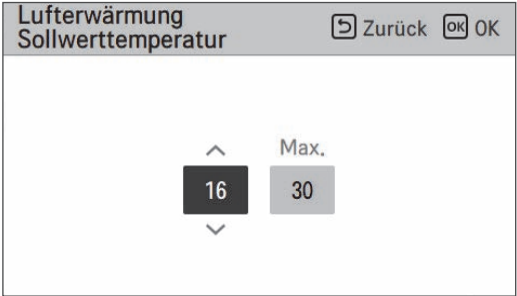 Lufterwärmung
Sollwerttemperatur
Zurück OK OK
Max.
16 30